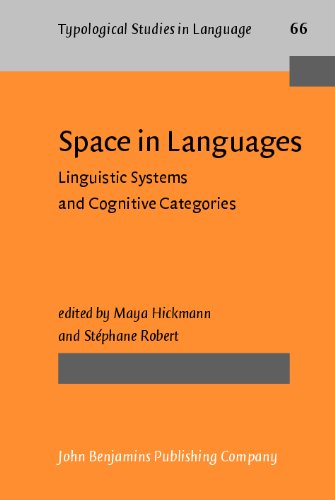 Typological Studies in Language 66
Space in Languages
Linguistic Systems
and Cognitive Categories
edited by Maya Hickmann
and Stéphane Robert
John Benjamins Publishing Company